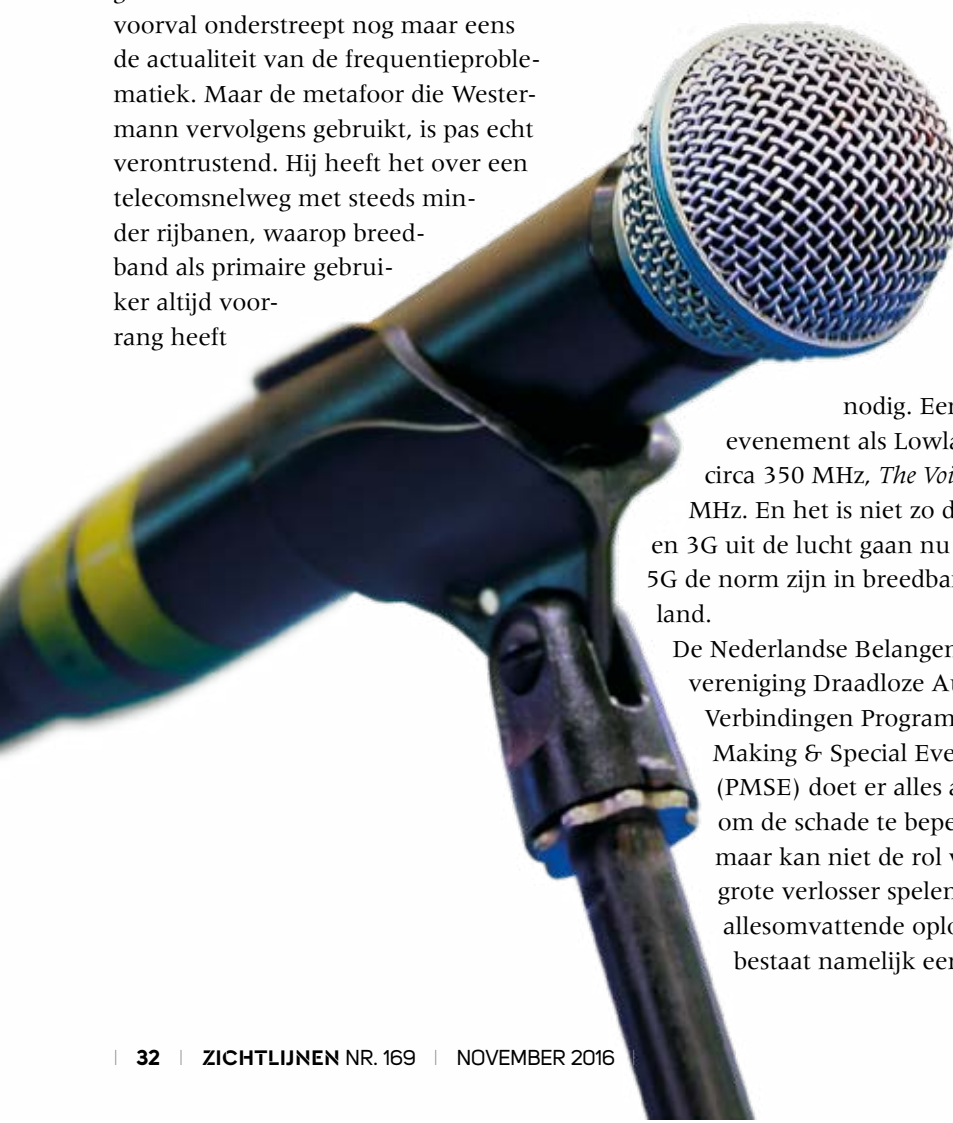 voorval onderstreept nog maar eens
de actualiteit van de frequentieproble-
matiek. Maar de metafoor die Wester-
mann vervolgens gebruikt, is pas echt
verontrustend. Hij heeft het over een
telecomsnelweg met steeds min-
der rijbanen, waarop breed-
band als primaire gebrui-
ker altijd voor-
rang heeft
nodig.
evenement als
circa 350 MHz, The
MHz. En het is niet zo
en 3G uit de lucht gaan nu
5G de norm zijn in
land.
De Nederlandse
vereniging Draadloze
Verbindingen
Making & Special
(PMSE) doet er alles
om de schade te
maar kan niet de rol
grote verlosser
allesomvattende
bestaat namelijk
| 32 | ZICHTLIJNEN NR. 169 | NOVEMBER 2016 |